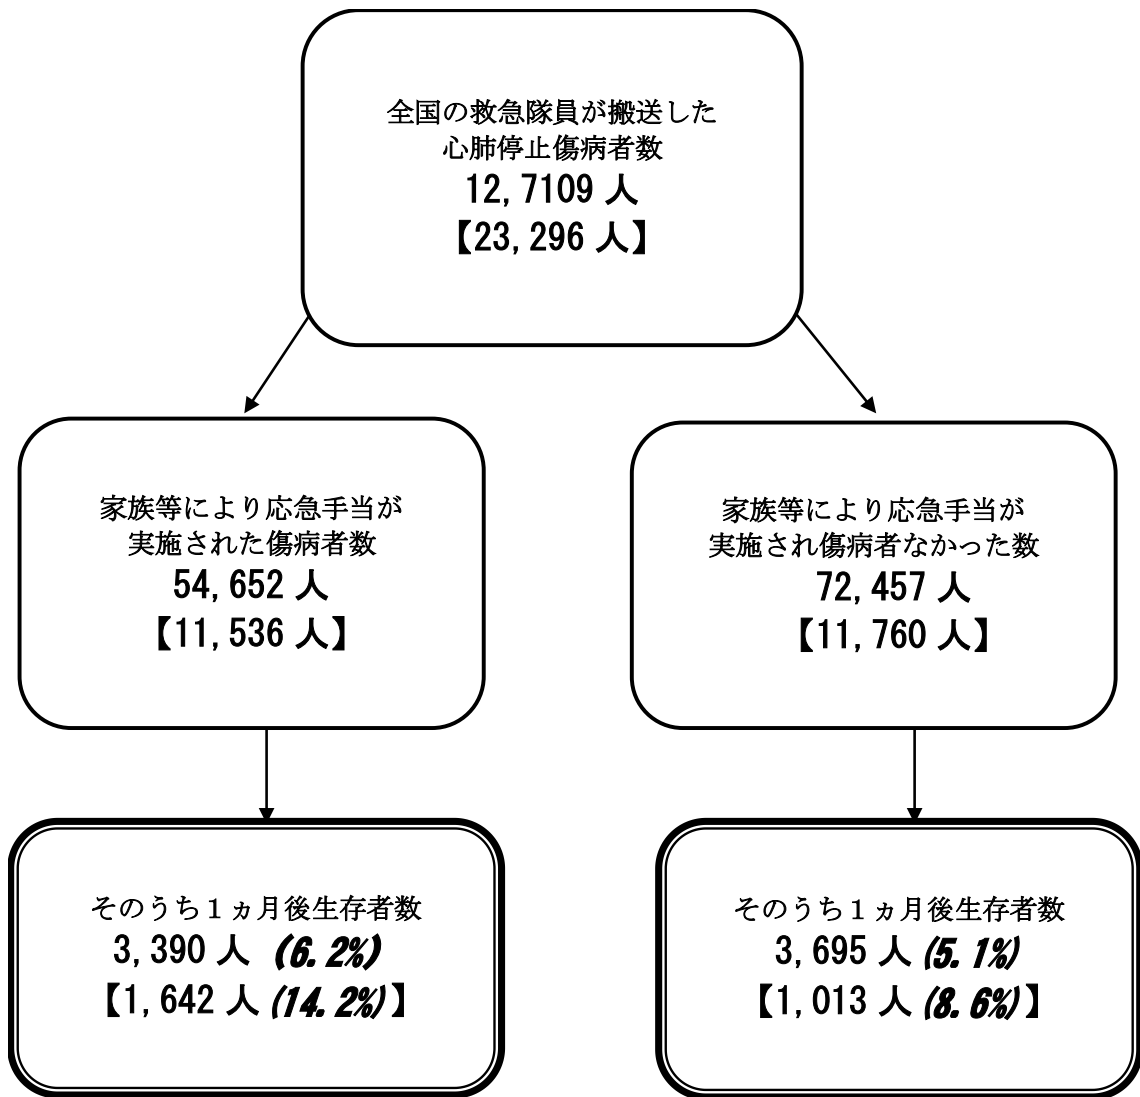 全国の救急隊員が搬送した
心肺停止傷病者数
12,7109 人
【23,296 人】
家族等により応急手当が
実施された傷病者数
54,652 人
【11,536 人】
家族等により応急手当が
実施され傷病者なかった数
72,457 人
【11,760 人】
そのうち１ヵ月後生存者数
3,390 人 (6.2%)
【1,642 人(14.2%)】
そのうち１ヵ月後生存者数
3,695 人(5.1%)
【1,013 人(8.6%)】